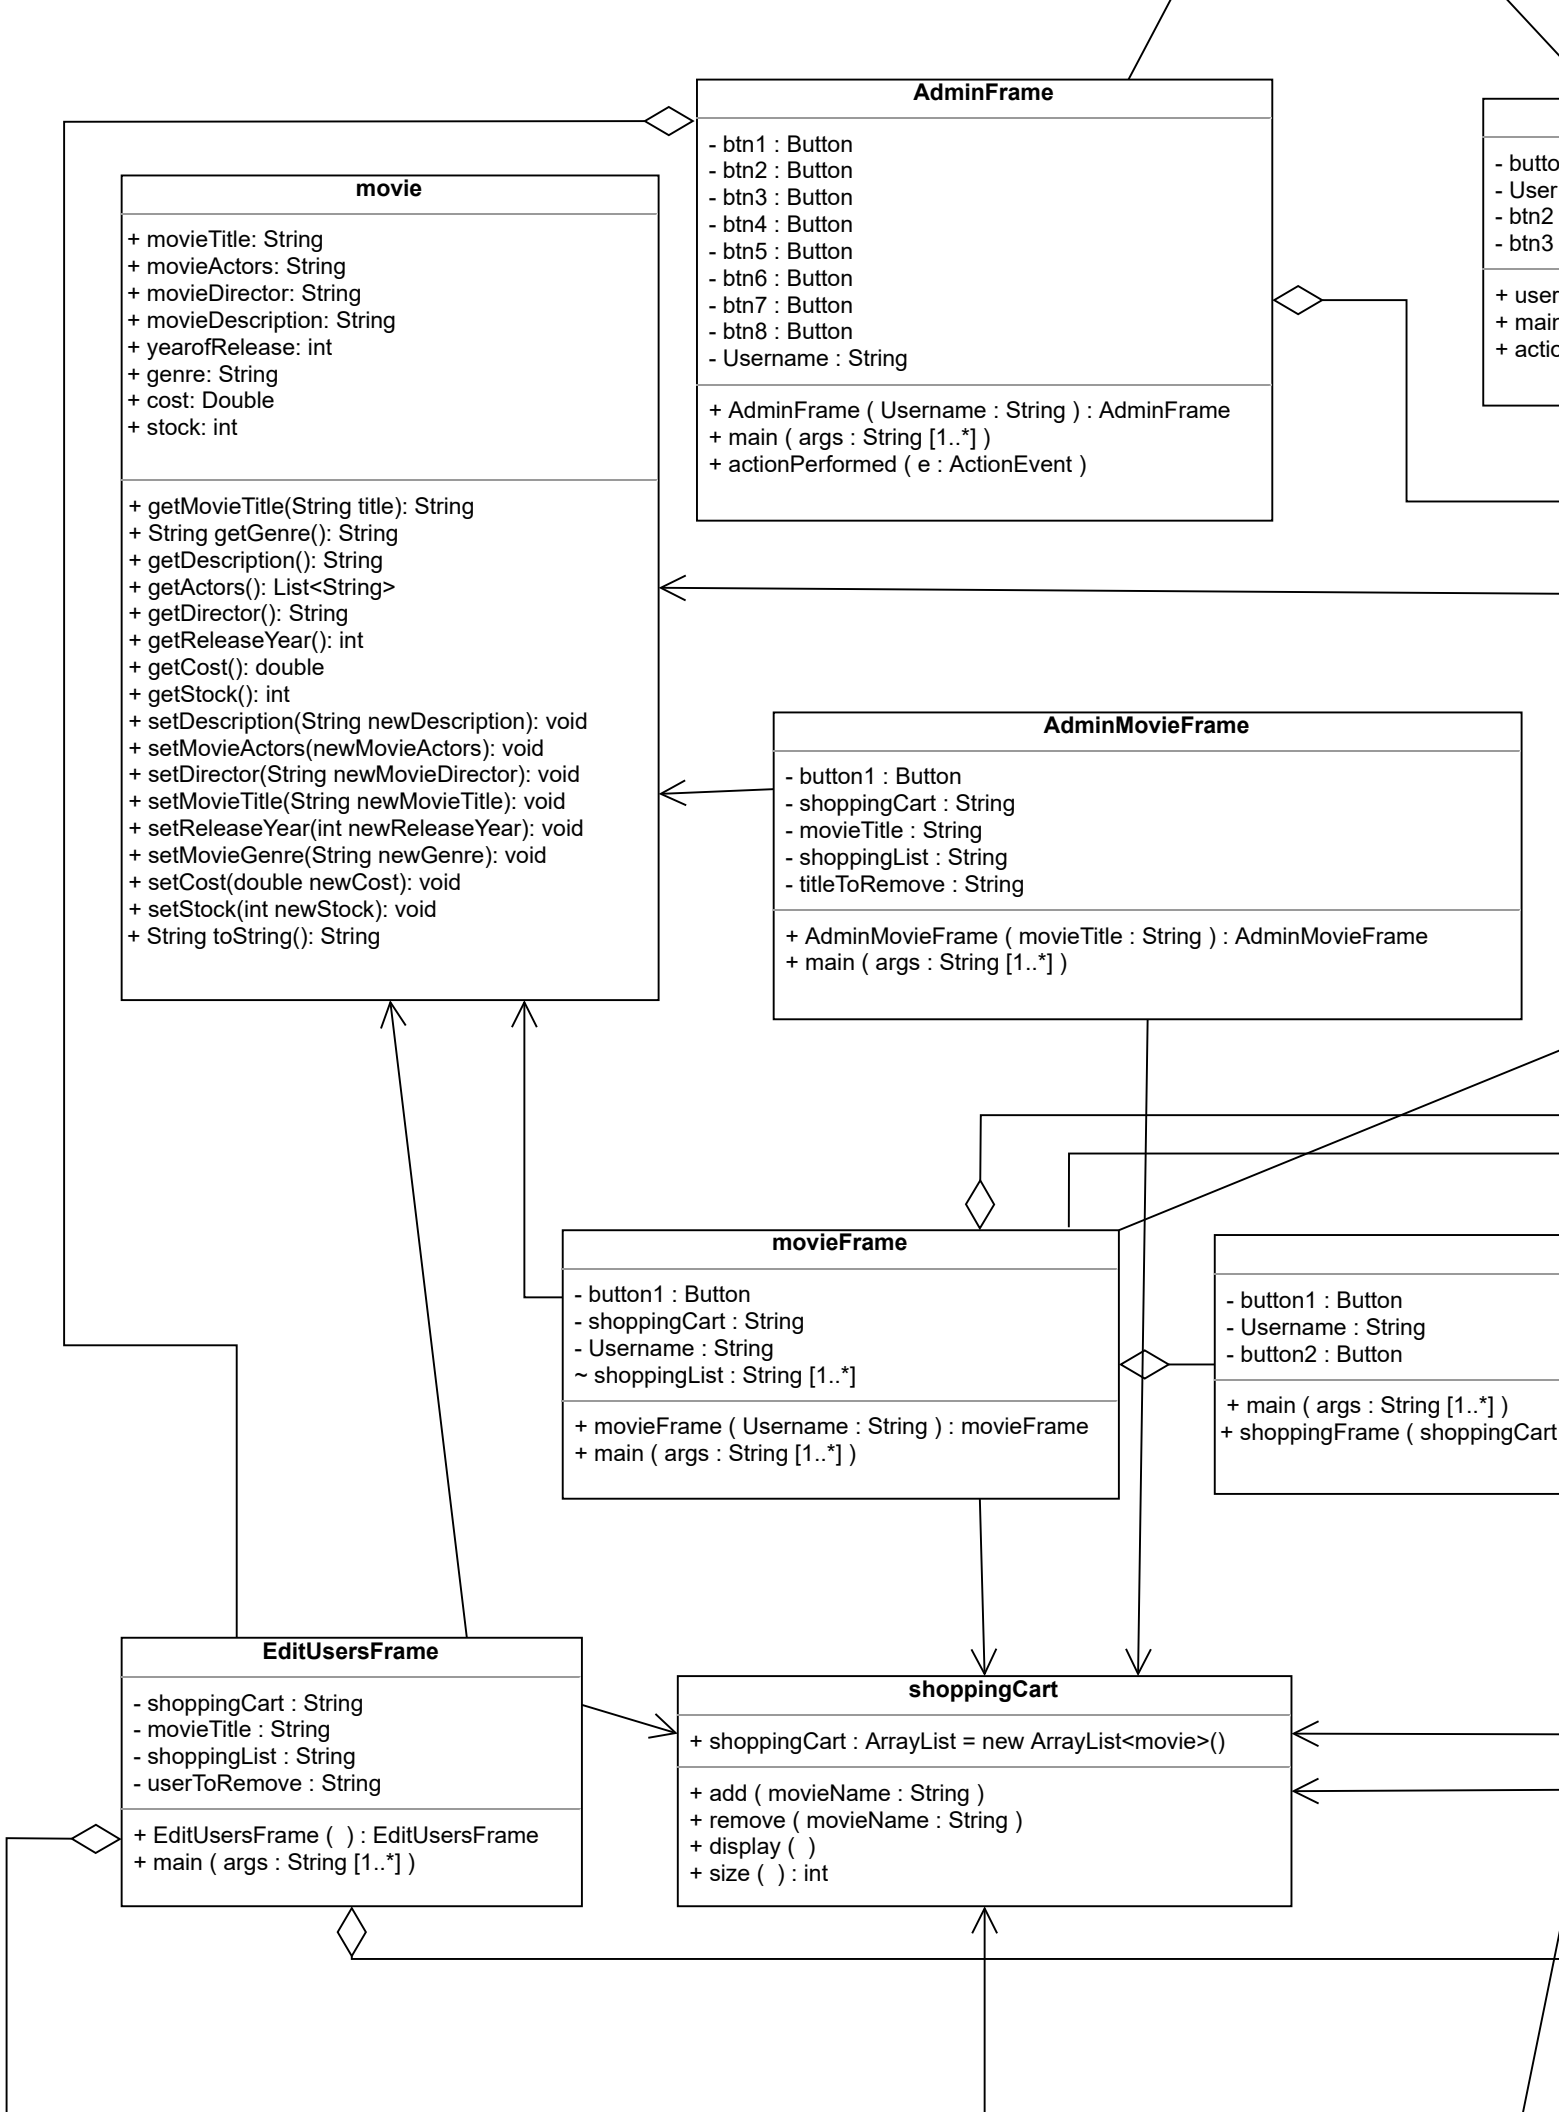 AdminFrame
- btn1 : Button
- btn2 : Button
- btn3 : Button
- btn4 : Button
- btn5 : Button
- btn6 : Button
- btn7 : Button
- btn8 : Button
- Username : String
+ AdminFrame ( Username : String ) : AdminFrame
+ main ( args : String [1..*] )
+ actionPerformed ( e : ActionEvent )
- butto
- User
- btn2
- btn3
+ user
+ main
+ actio
movie
+ movieTitle: String
+ movieActors: String
+ movieDirector: String
+ movieDescription: String
+ yearofRelease: int
+ genre: String
+ cost: Double
+ stock: int
+ getMovieTitle(String title): String
+ String getGenre(): String
+ getDescription(): String
+ getActors(): List<String>
+ getDirector(): String
+ getReleaseYear(): int
+ getCost(): double
+ getStock(): int
+ setDescription(String newDescription): void
+ setMovieActors(newMovieActors): void
+ setDirector(String newMovieDirector): void
+ setMovieTitle(String newMovieTitle): void
+ setReleaseYear(int newReleaseYear): void
+ setMovieGenre(String newGenre): void
+ setCost(double newCost): void
+ setStock(int newStock): void
+ String toString(): String
AdminMovieFrame
- button1 : Button
- shoppingCart : String
- movieTitle : String
- shoppingList : String
- titleToRemove : String
+ AdminMovieFrame ( movieTitle : String ) : AdminMovieFrame
+ main ( args : String [1..*] )
movieFrame
- button1 : Button
- shoppingCart : String
- Username : String
~ shoppingList : String [1..*]
+ movieFrame ( Username : String ) : movieFrame
+ main ( args : String [1..*] )
- button1 : Button
- Username : String
- button2 : Button
+ main ( args : String [1..*] )
+ shoppingFrame ( shoppingCart
EditUsersFrame
- shoppingCart : String
- movieTitle : String
- shoppingList : String
- userToRemove : String
+ EditUsersFrame (  ) : EditUsersFrame
+ main ( args : String [1..*] )
shoppingCart
+ shoppingCart : ArrayList = new ArrayList<movie>()
+ add ( movieName : String )
+ remove ( movieName : String )
+ display (  )
+ size (  ) : int